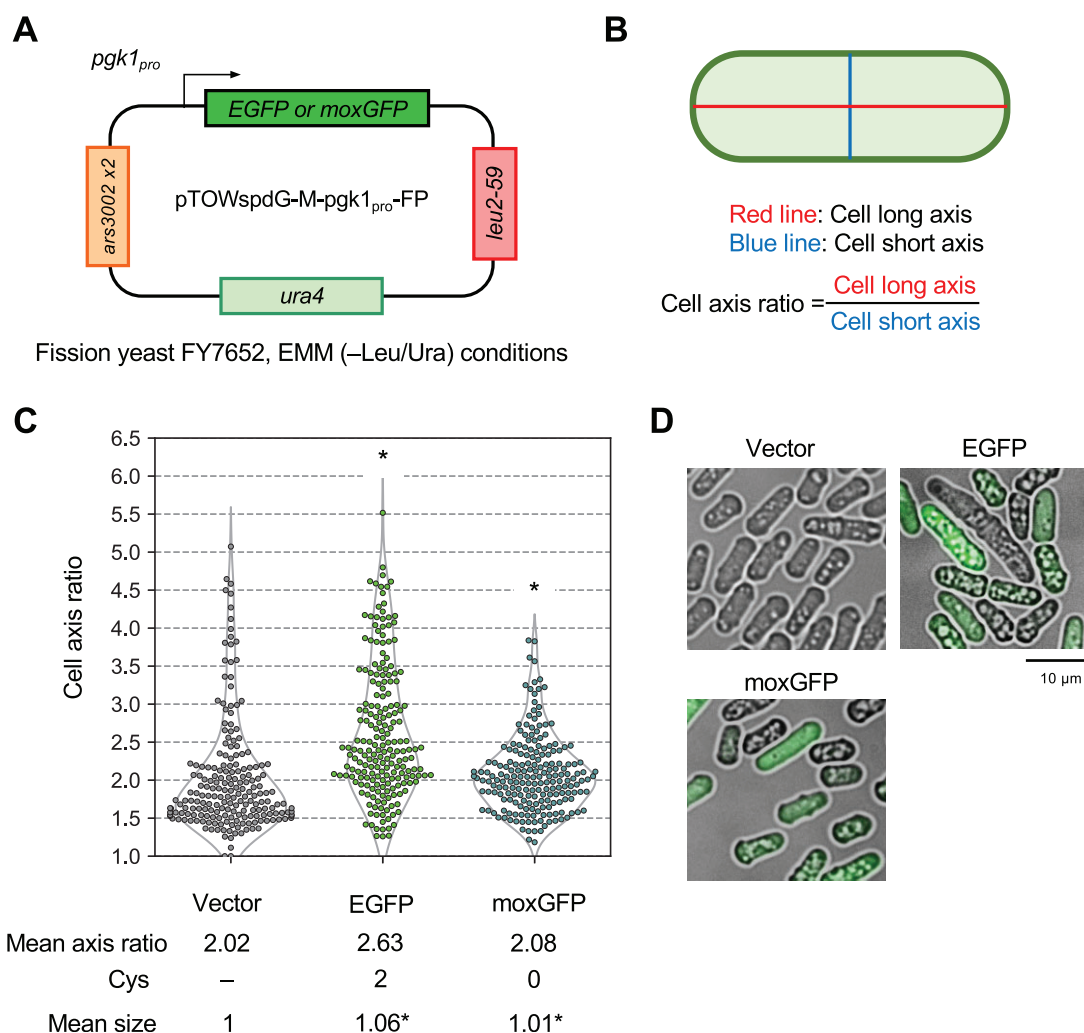 A
pgk1pro
EGFP or moxGFP
ars3002 x2
pTOWspdG-M-pgk1pro-FP
leu2-59
ura4
Fission yeast FY7652, EMM (–Leu/Ura) conditions
B
Red line: Cell long axis
Blue line: Cell short axis
Cell axis ratio = Cell long axis
Cell short axis
C
Cell axis ratio
6.5
6.0
5.5
5.0
4.5
4.0
3.5
3.0
2.5
2.0
1.5
1.0
*
*
Vector EGFP moxGFP
Mean axis ratio 2.02 2.63 2.08
Cys – 2 0
Mean size 1 1.06* 1.01*
D
Vector EGFP
10 µm
moxGFP